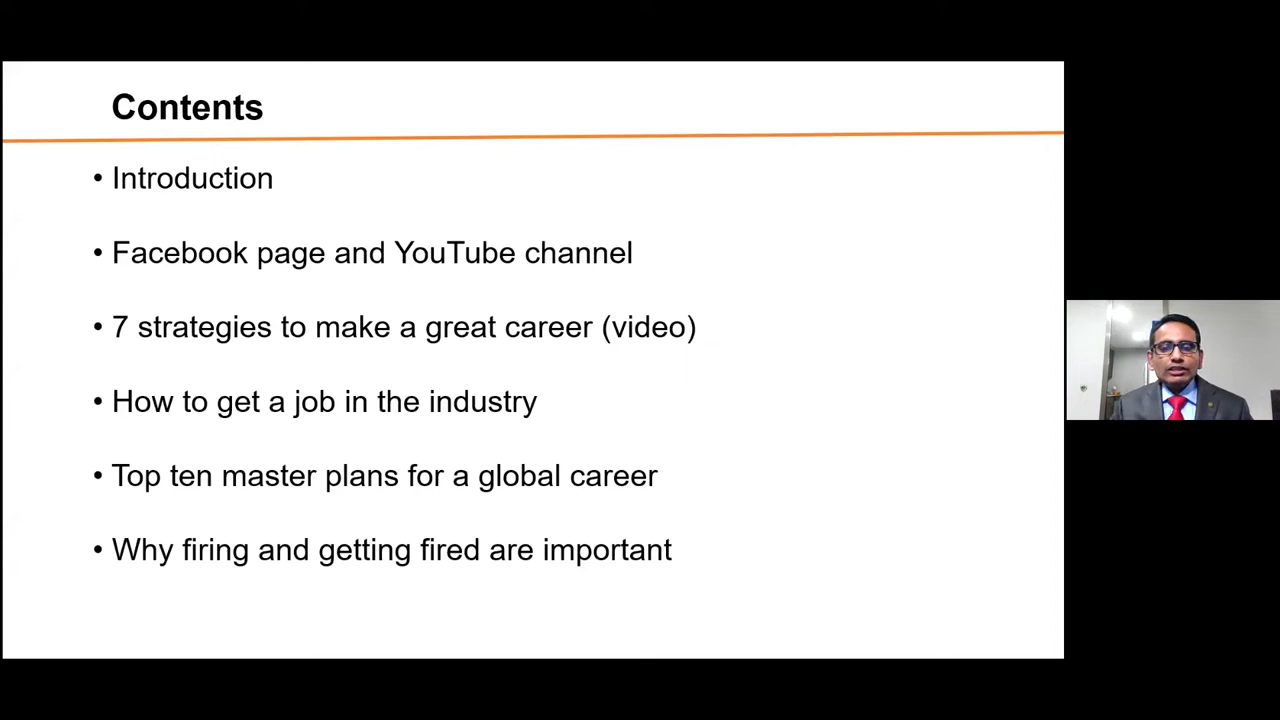 Contents
• Introduction
• Facebook page and YouTube channel
• 7 strategies to make a great career (video)
• How to get a job in the industry
• Top ten master plans for a global career
• Why firing and getting fired are important